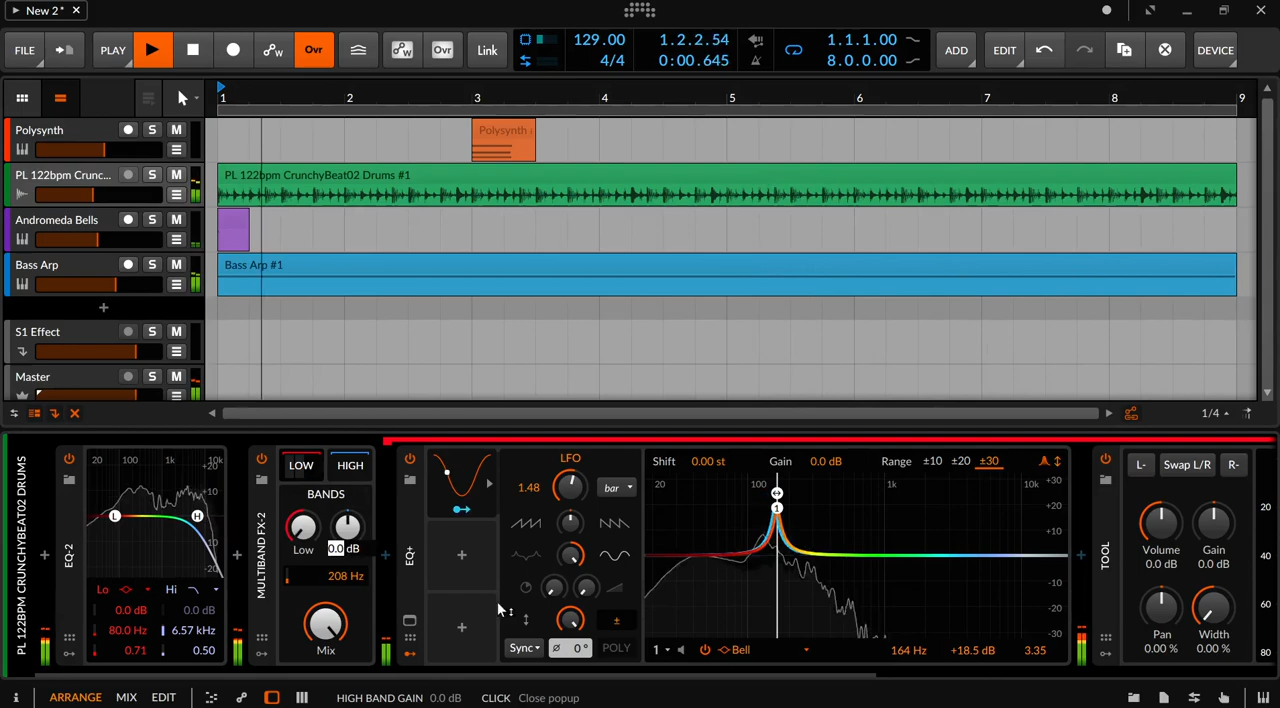 New 2*
FILE PLAY Ovr Ovr Link 129.00 1.2.2.54 1.1.1.00 ADD EDIT DEVICE
4/4 0:00.645 8.0.0.00
1 2 3 4 5 6 7 8 9
Polysynth S M Polysynth
PL 122bpm Crunc... S M PL 122bpm CrunchyBeat02 Drums #1
Andromeda Bells S M
Bass Arp S M Bass Arp #1
S1 Effect S M
Master S M
1/4
PL 122BPM CRUNCHYBEAT02 DRUMS
EQ-2
20 100 1k 10k
+20
+10
L H
-10
-20
Lo Hi
0.0 dB 0.0 dB
80.0 Hz 6.57 kHz
0.71 0.50
MULTIBAND FX-2
LOW HIGH
BANDS
Low 0.0 dB
208 Hz
Mix
EQ+
LFO
1.48 bar
Sync 0° POLY
Shift 0.00 st Gain 0.0 dB Range ±10 ±20 ±30
20 100 1k 10k +30
+20
+10
0
-10
-20
-30
1
1 Bell 164 Hz +18.5 dB 3.35
TOOL
L- Swap L/R R-
Volume Gain
0.0 dB 0.0 dB
Pan Width
0.00 % 0.00 %
20
40
60
80
ARRANGE MIX EDIT HIGH BAND GAIN 0.0 dB CLICK Close popup